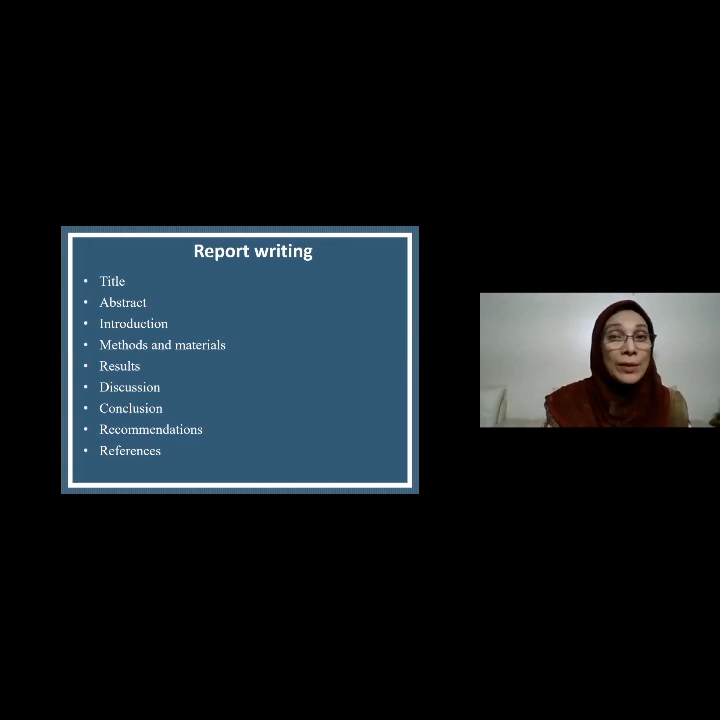 Report writing
• Title
• Abstract
• Introduction
• Methods and materials
• Results
• Discussion
• Conclusion
• Recommendations
• References